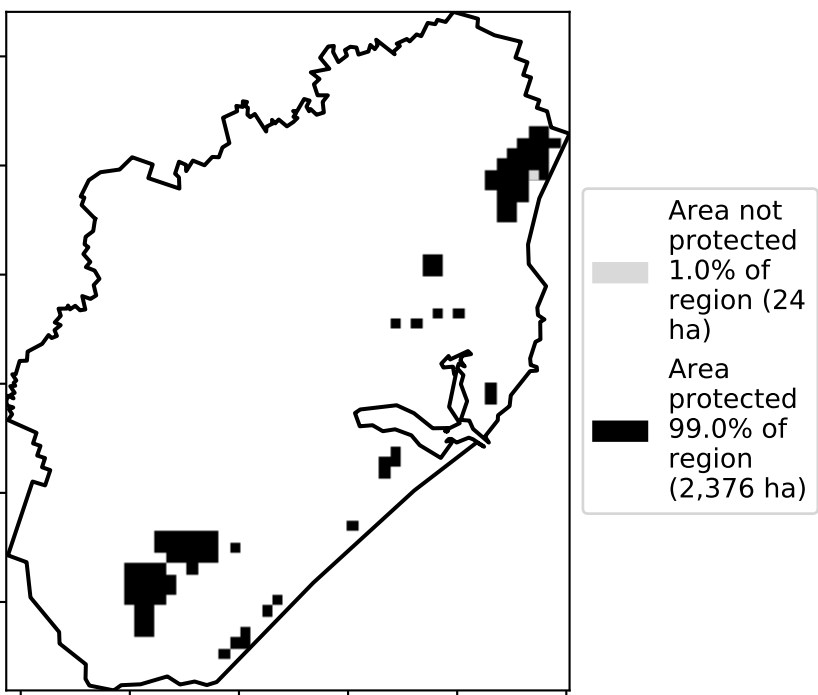 Area not
protected
1.0% of
region (24
ha)
Area
protected
99.0% of
region
(2,376 ha)